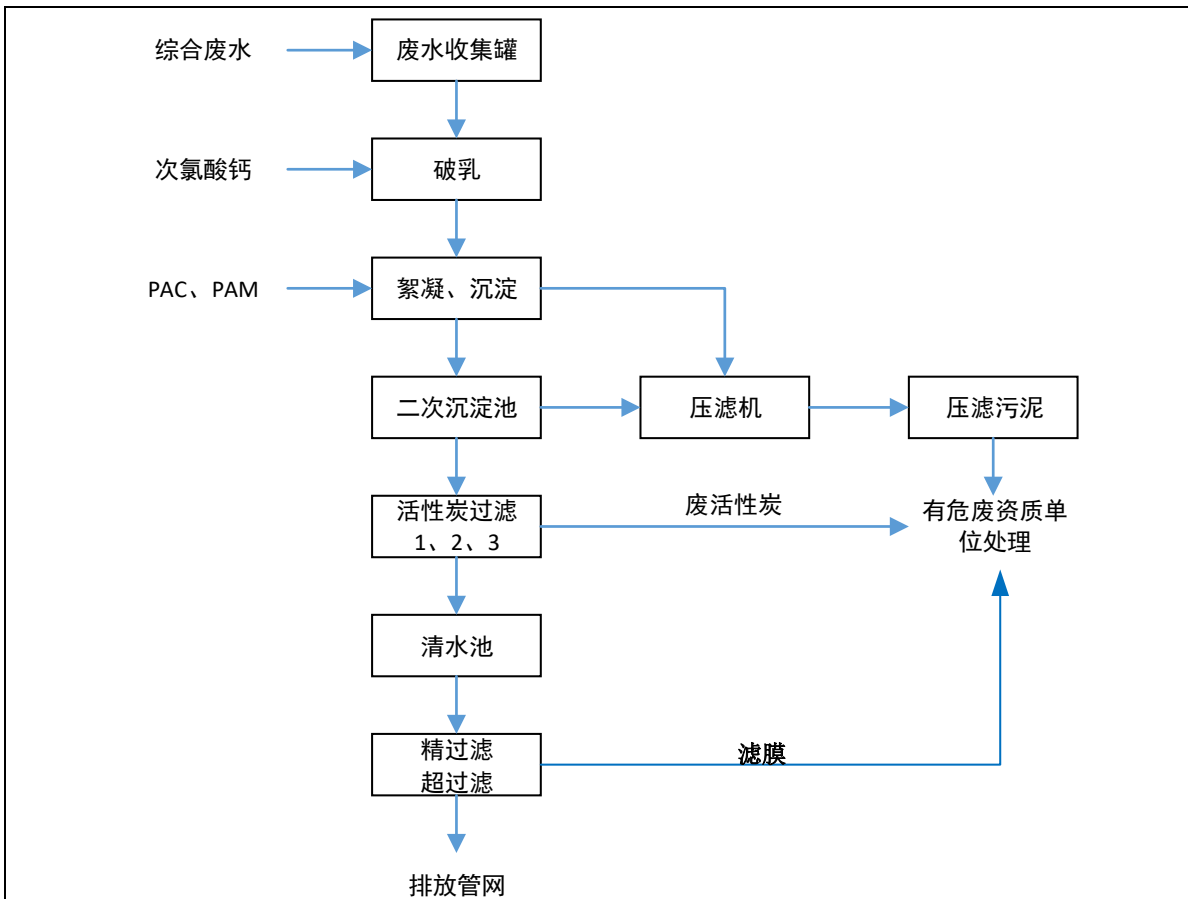 综合废水
废水收集罐
次氯酸钙
破乳
PAC、PAM
絮凝、沉淀
二次沉淀池
压滤机
压滤污泥
活性炭过滤
1、2、3
废活性炭
有危废资质单
位处理
清水池
精过滤
超过滤
滤膜
排放管网